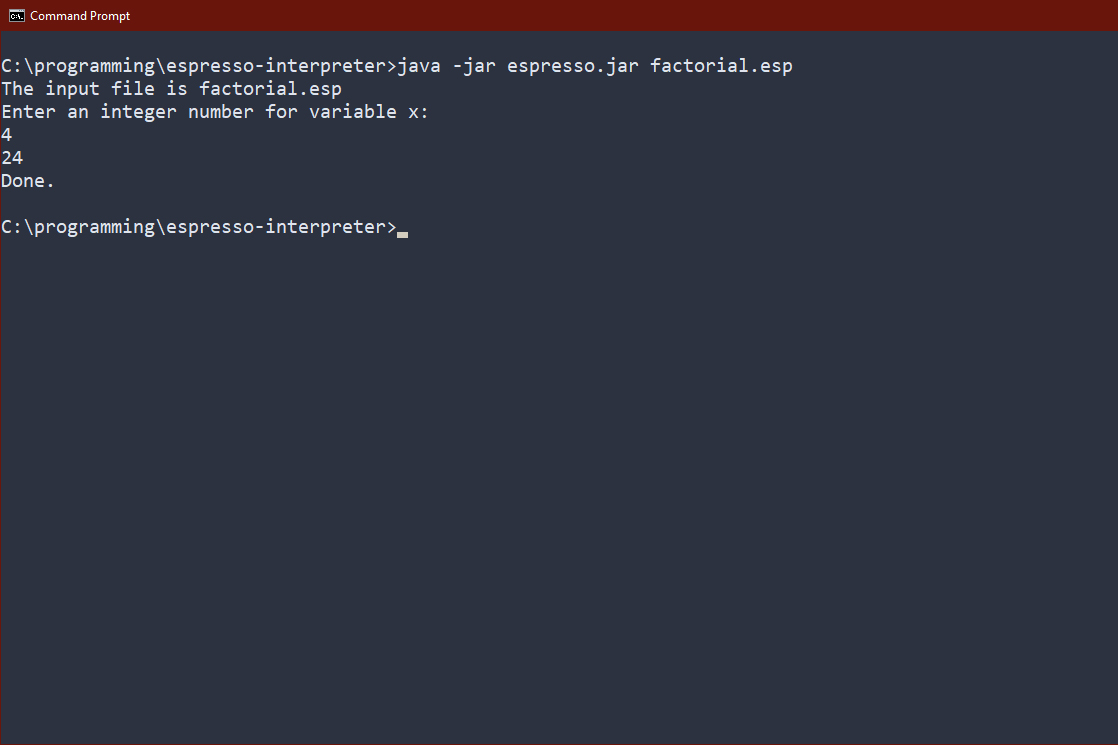 Command Prompt
C:\programming\espresso-interpreter>java -jar espresso.jar factorial.esp
The input file is factorial.esp
Enter an integer number for variable x:
4
24
Done.
C:\programming\espresso-interpreter>